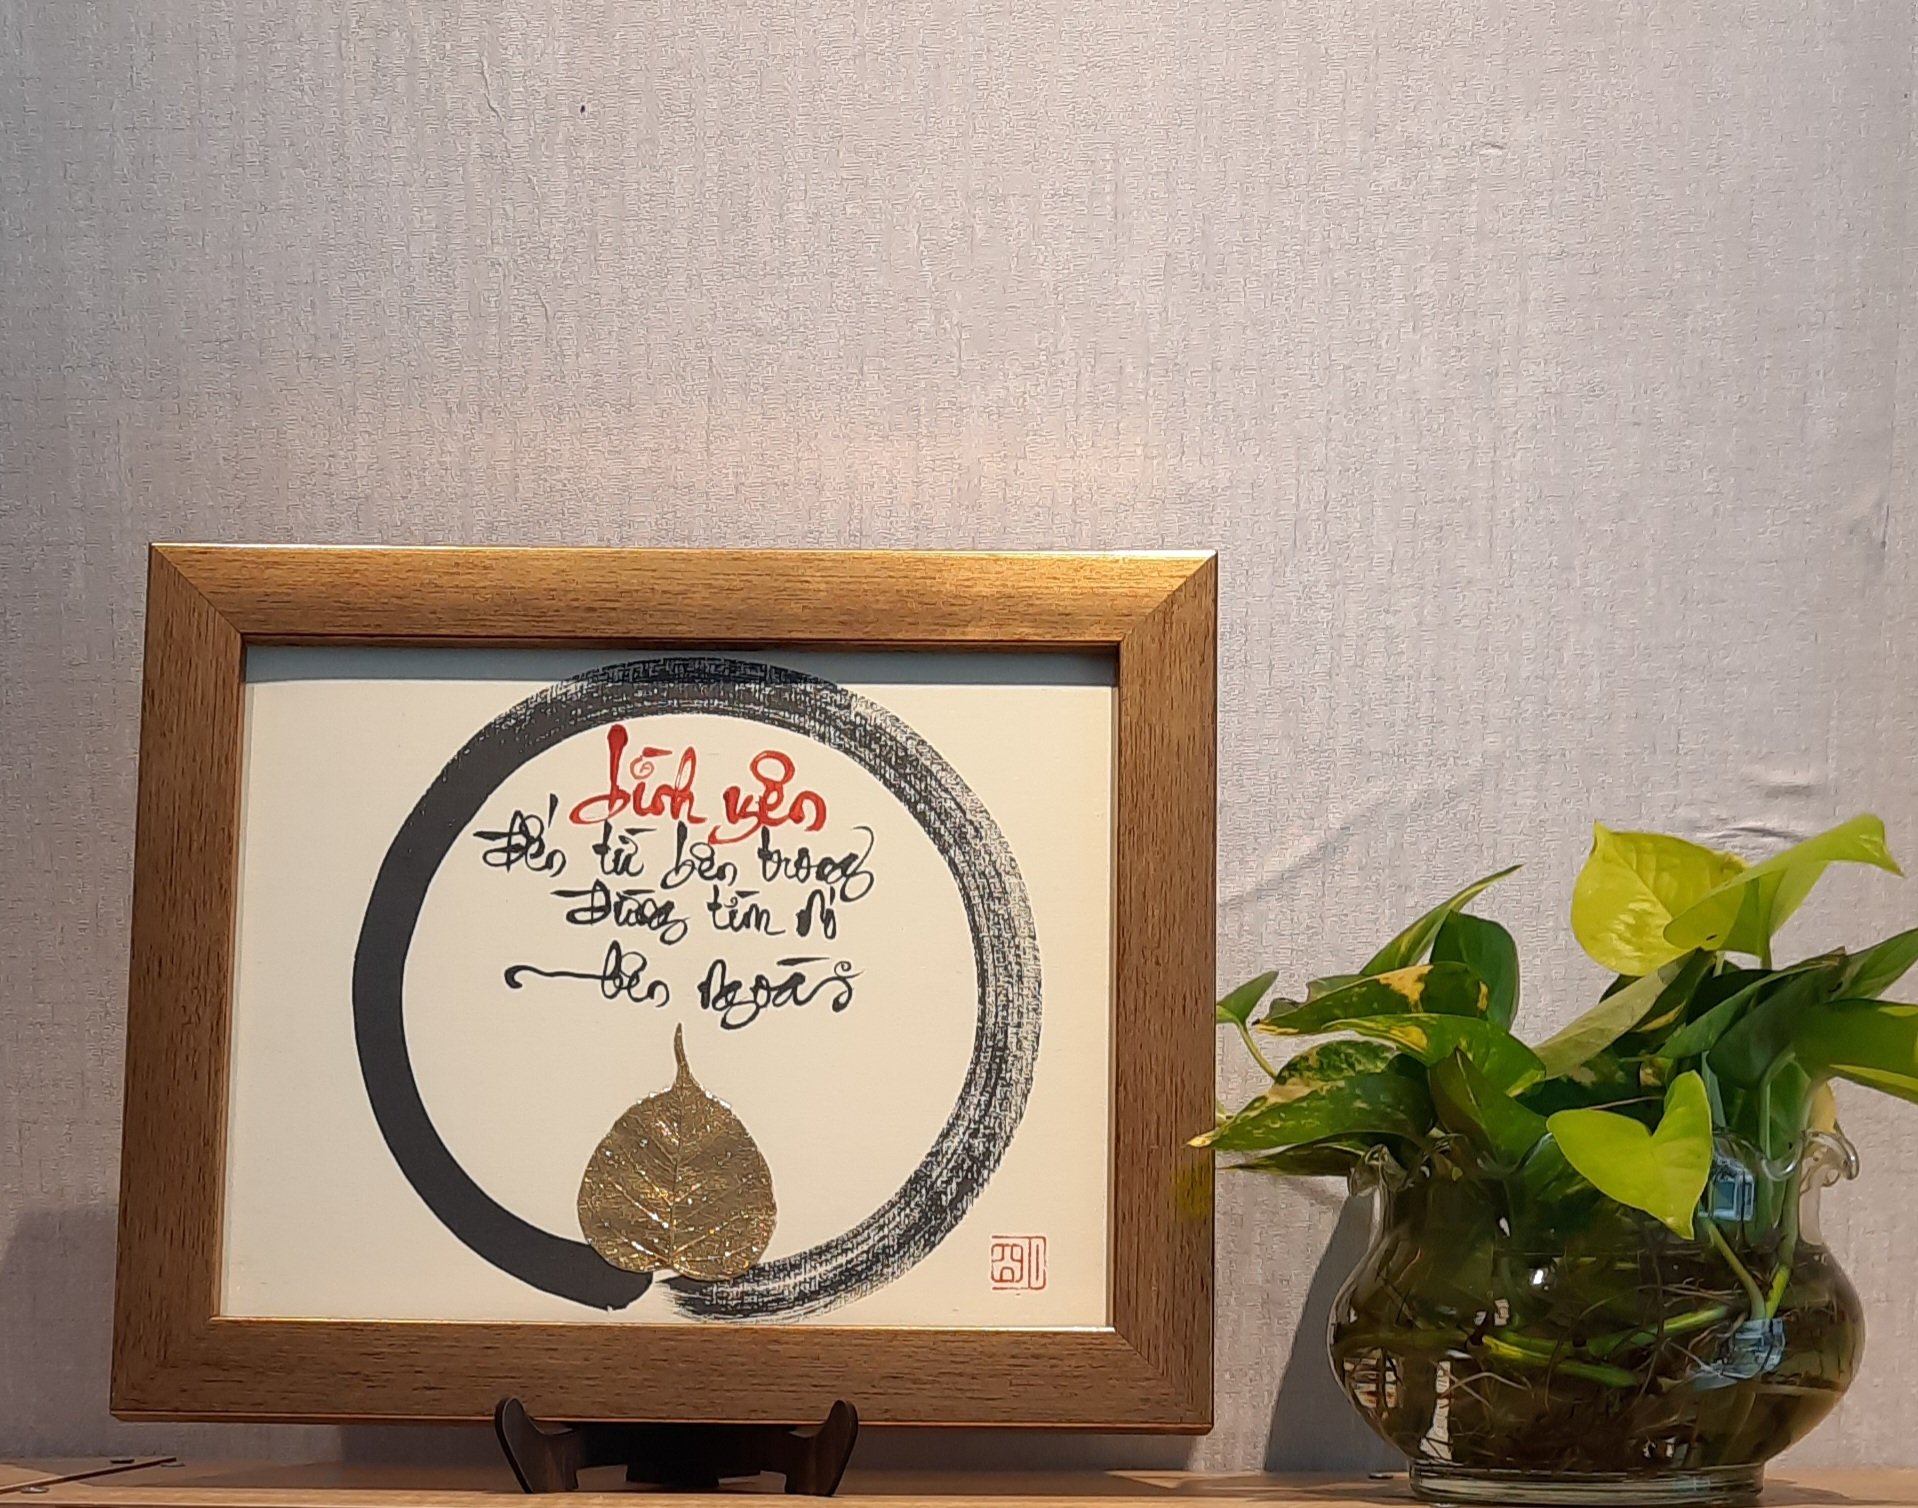 bình yên
Đến từ bên trong
Đừng tìm nó
bên ngoài